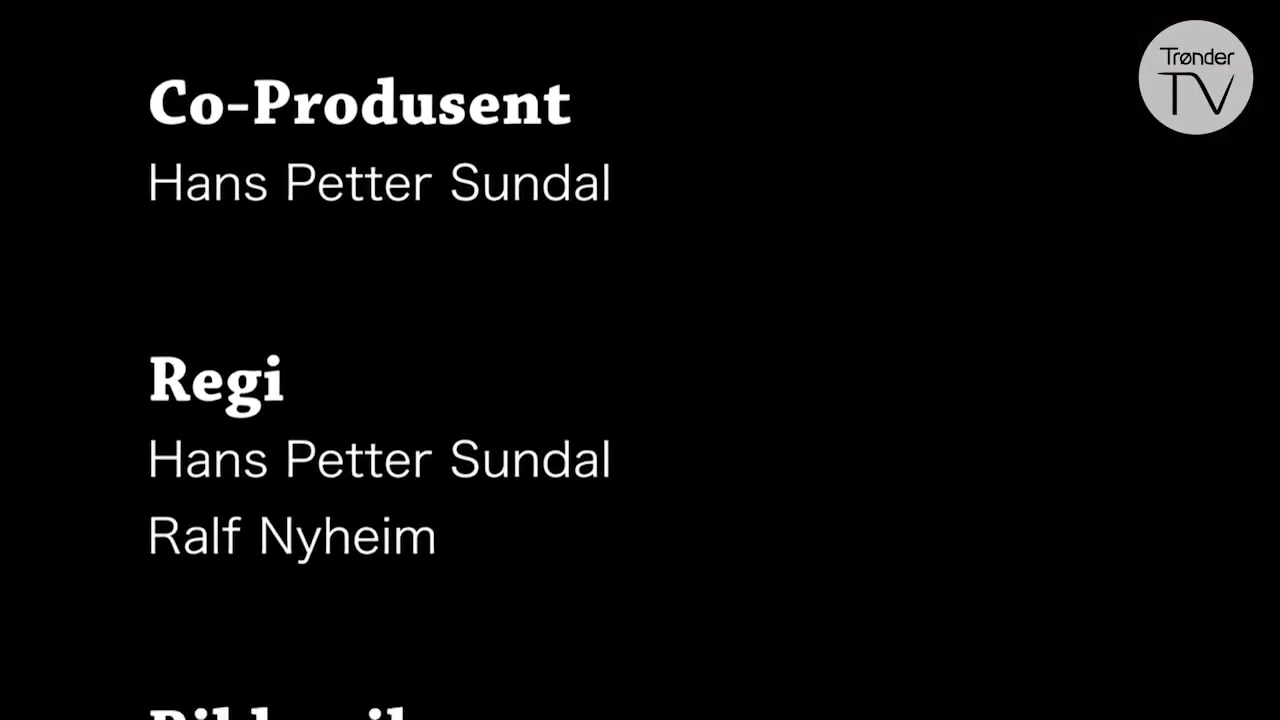 Trønder
TV
Co-Produsent
Hans Petter Sundal
Regi
Hans Petter Sundal
Ralf Nyheim